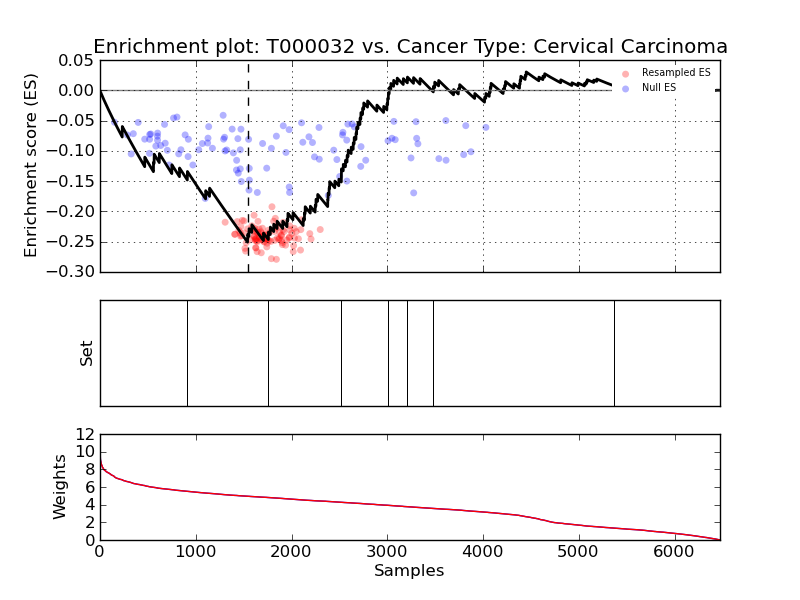 Enrichment plot: T000032 vs. Cancer Type: Cervical Carcinoma
Enrichment score (ES)
0.05
0.00
−0.05
−0.10
−0.15
−0.20
−0.25
−0.30
Resampled ES
Null ES
Set
Weights
12
10
8
6
4
2
0
0 1000 2000 3000 4000 5000 6000
Samples